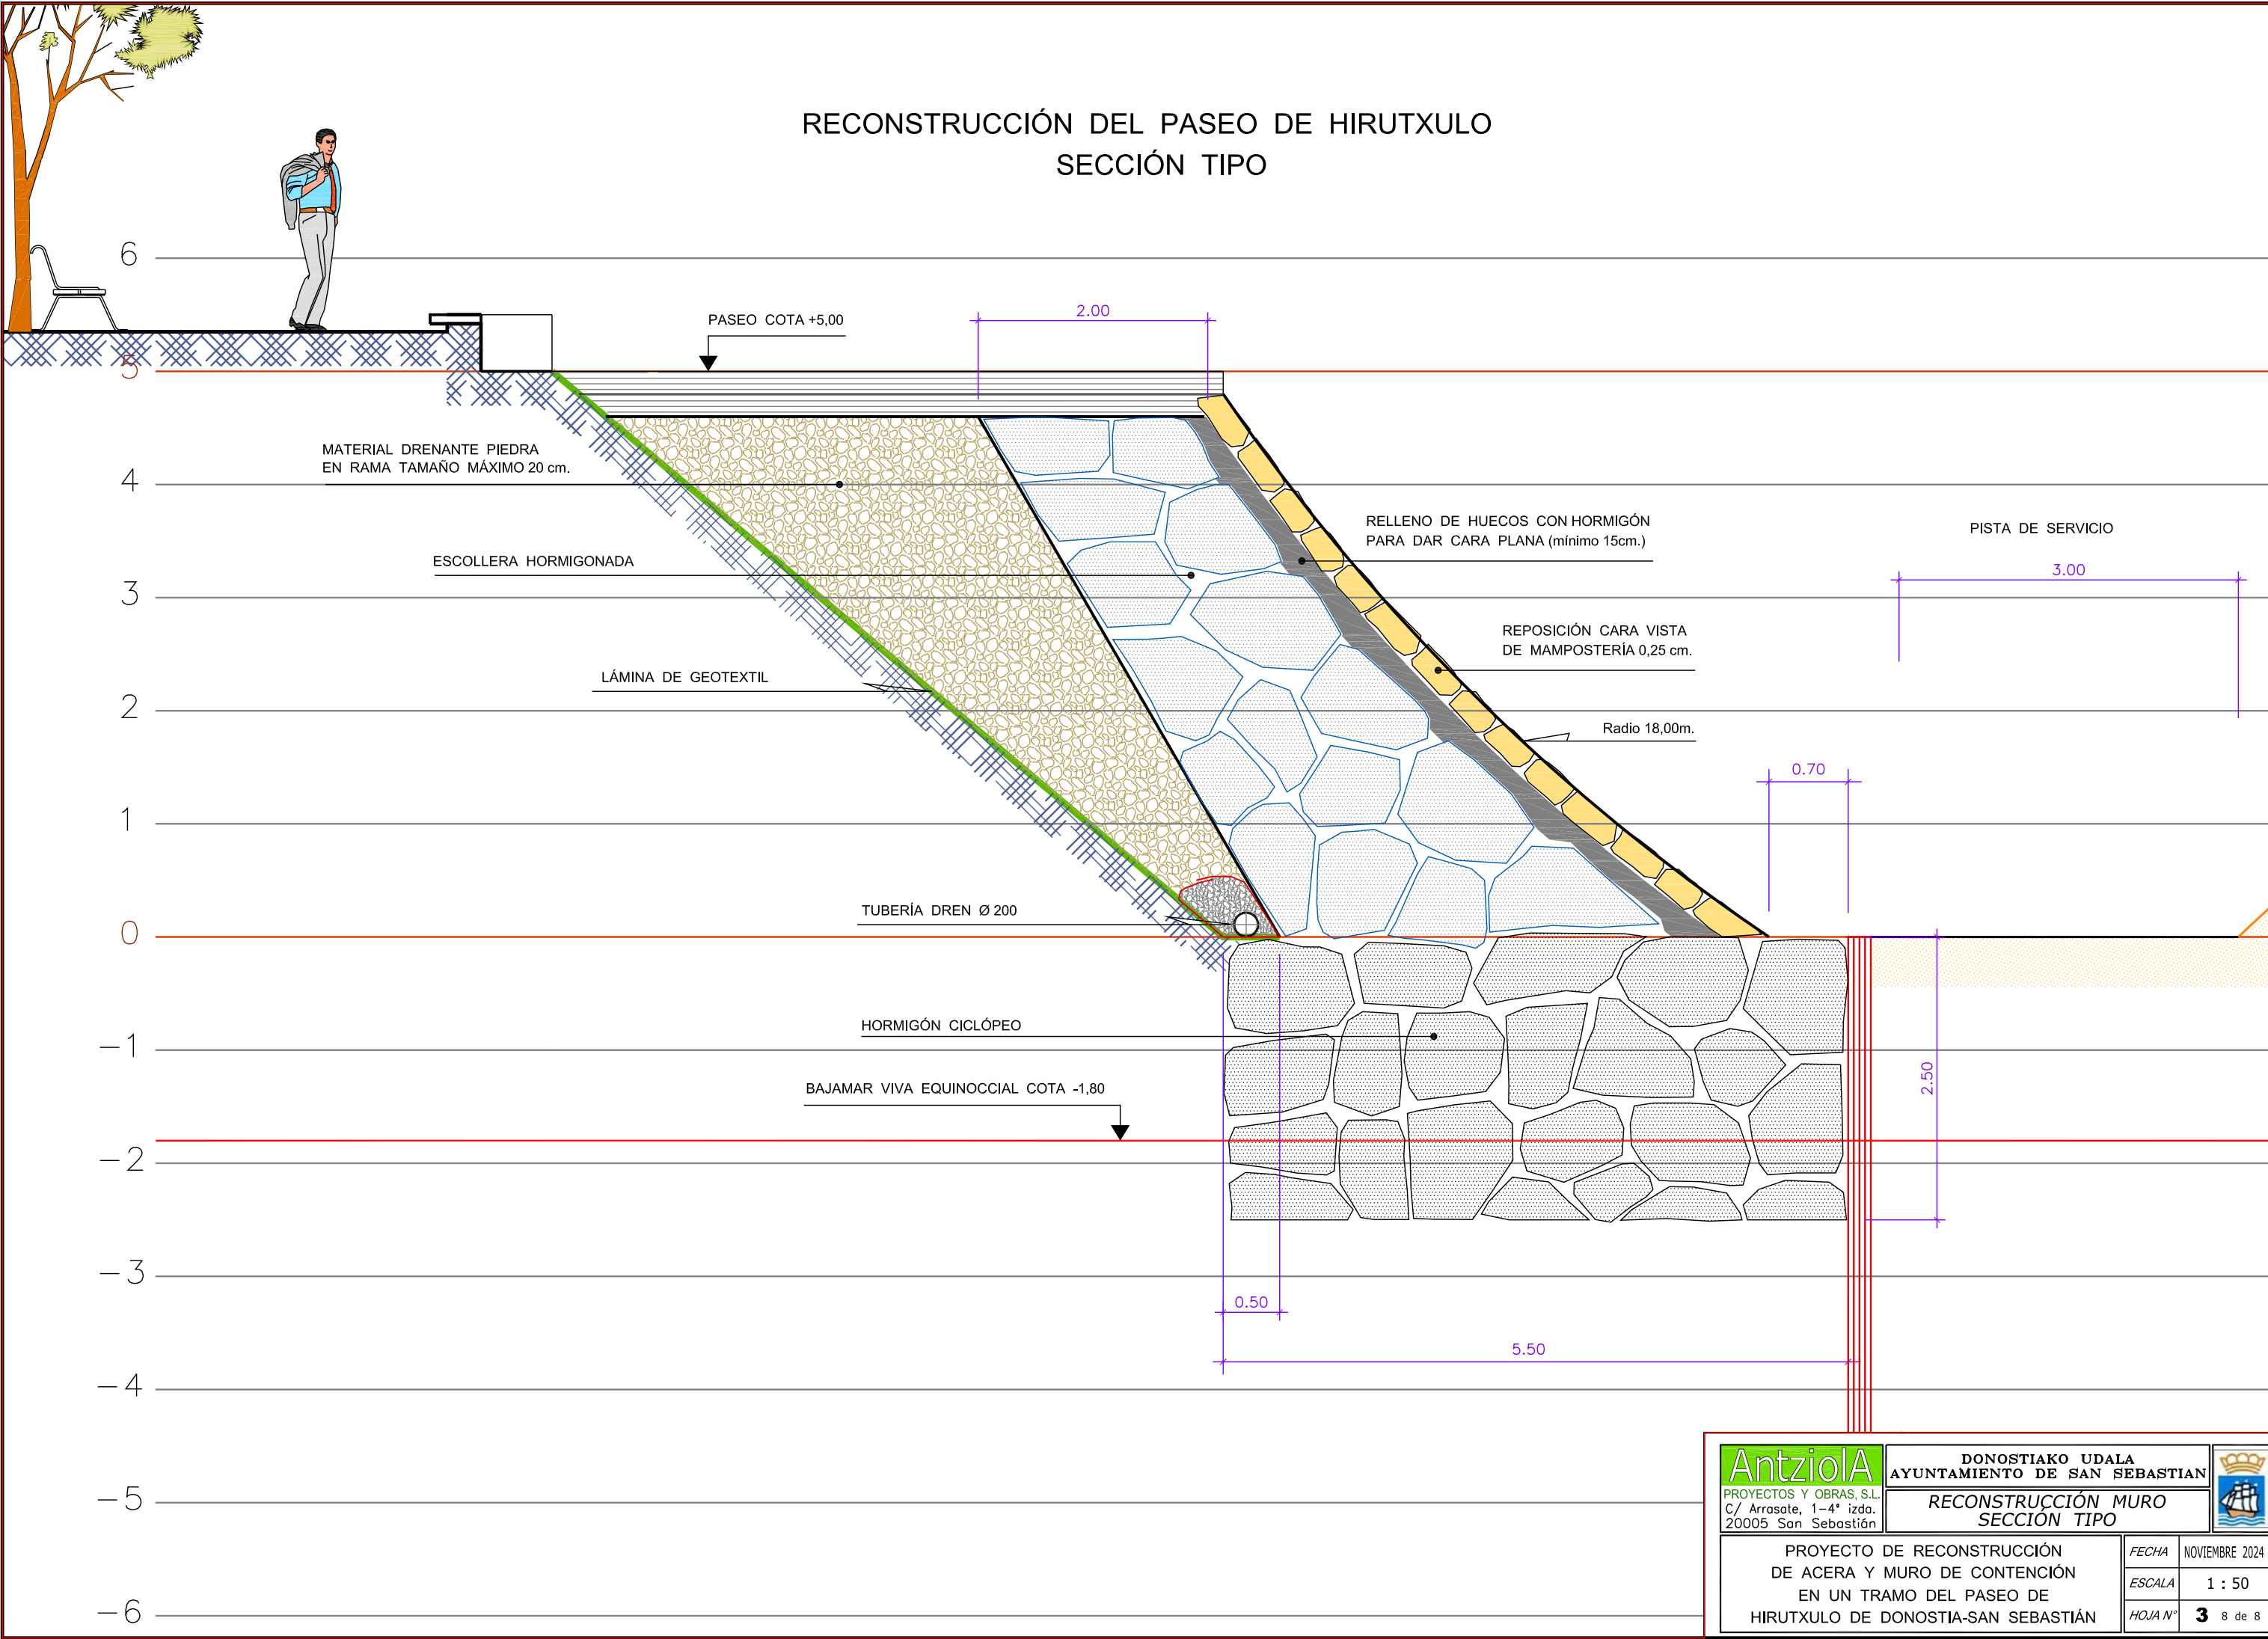 RECONSTRUCCIÓN DEL PASEO DE HIRUTXULO
SECCIÓN TIPO
6
PASEO COTA +5,00
2.00
5
MATERIAL DRENANTE PIEDRA
EN RAMA TAMAÑO MÁXIMO 20 cm.
4
RELLENO DE HUECOS CON HORMIGÓN
PARA DAR CARA PLANA (mínimo 15cm.)
PISTA DE SERVICIO
ESCOLLERA HORMIGONADA
3.00
3
REPOSICIÓN CARA VISTA
DE MAMPOSTERÍA 0,25 cm.
LÁMINA DE GEOTEXTIL
2
Radio 18,00m.
0.70
1
TUBERÍA DREN Ø 200
0
HORMIGÓN CICLÓPEO
-1
2.50
BAJAMAR VIVA EQUINOCCIAL COTA -1,80
-2
-3
0.50
5.50
-4
-5
-6
AntziolA
PROYECTOS Y OBRAS, S.L.
C/ Arrasate, 1-4° izda.
20005 San Sebastián
DONOSTIAKO UDALA
AYUNTAMIENTO DE SAN SEBASTIAN
RECONSTRUCCIÓN MURO
SECCIÓN TIPO
PROYECTO DE RECONSTRUCCIÓN
DE ACERA Y MURO DE CONTENCIÓN
EN UN TRAMO DEL PASEO DE
HIRUTXULO DE DONOSTIA-SAN SEBASTIÁN
FECHA NOVIEMBRE 2024
ESCALA 1 : 50
HOJA Nº 3 8 de 8